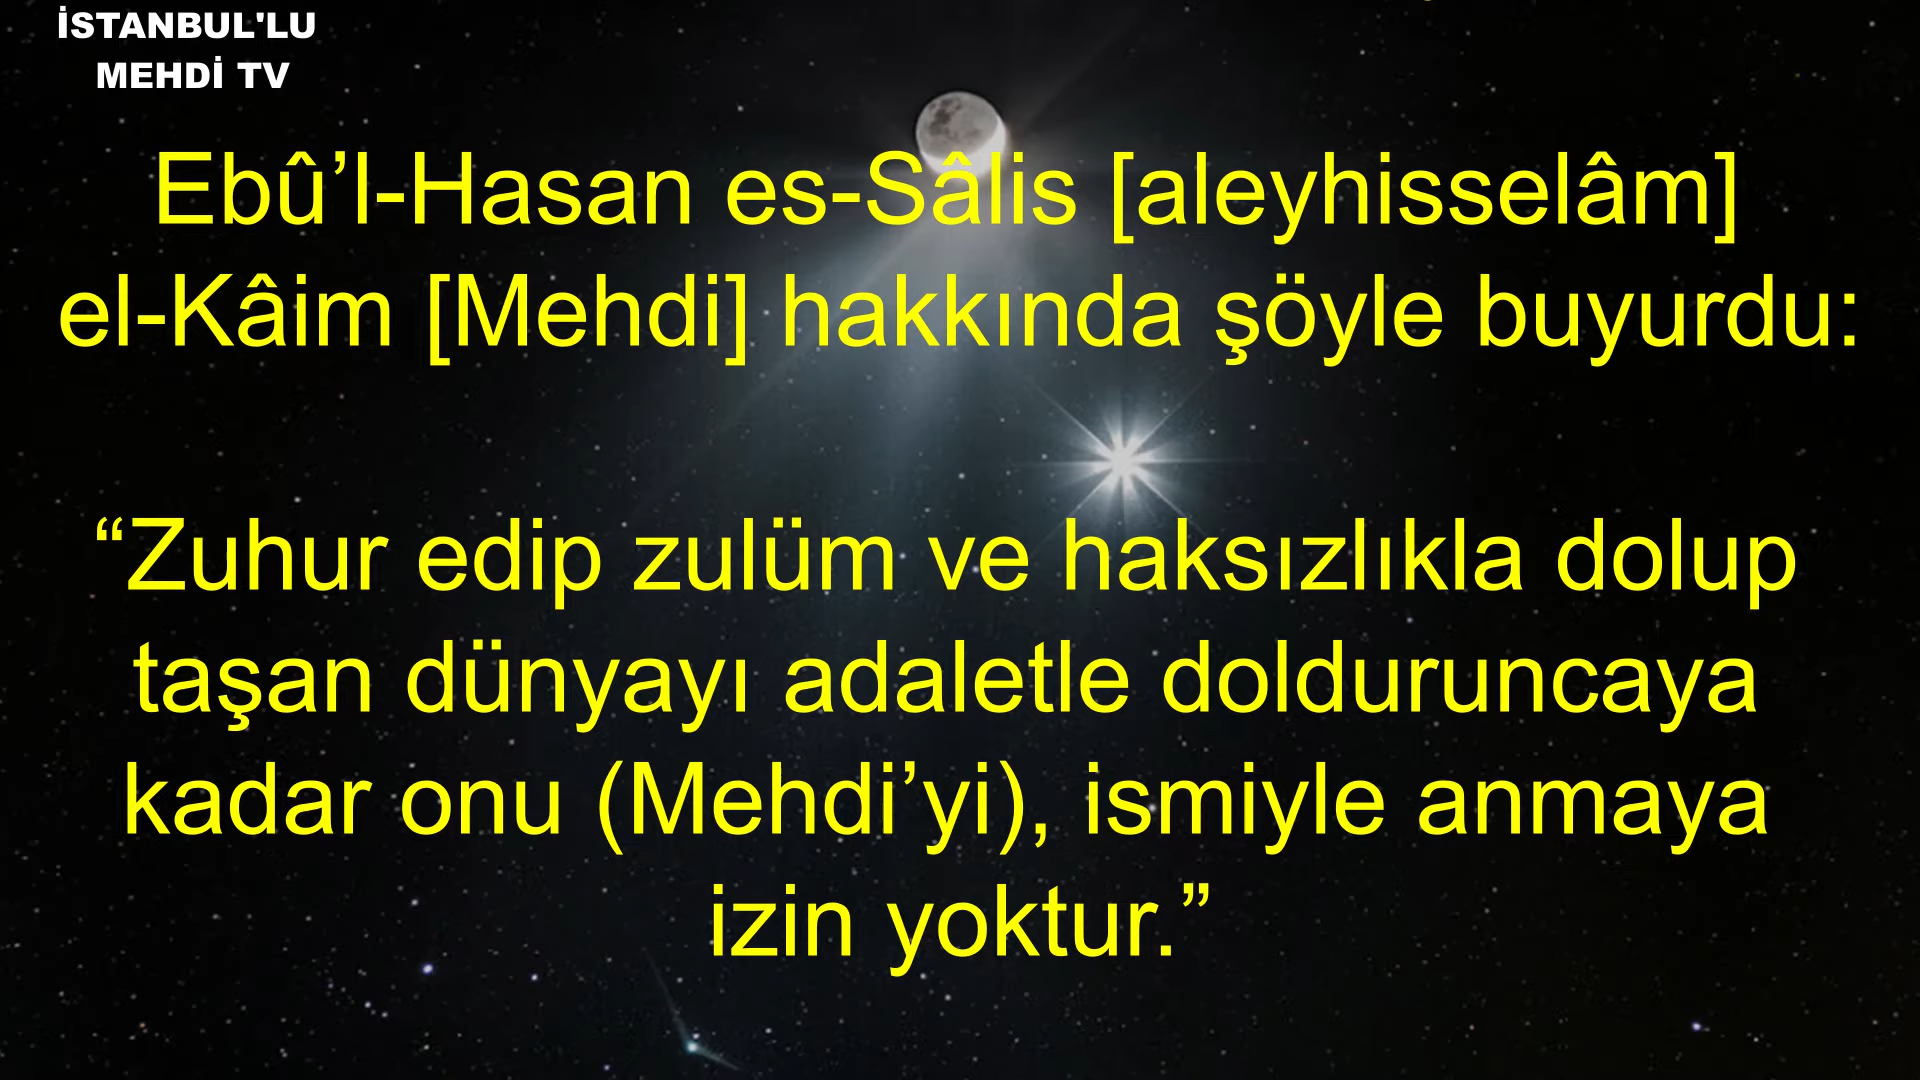 İSTANBUL'LU
MEHDİ TV
Ebû’l-Hasan es-Sâlis [aleyhisselâm]
el-Kâim [Mehdi] hakkında şöyle buyurdu:
“Zuhur edip zulüm ve haksızlıkla dolup
taşan dünyayı adaletle dolduruncaya
kadar onu (Mehdi’yi), ismiyle anmaya
izin yoktur.”